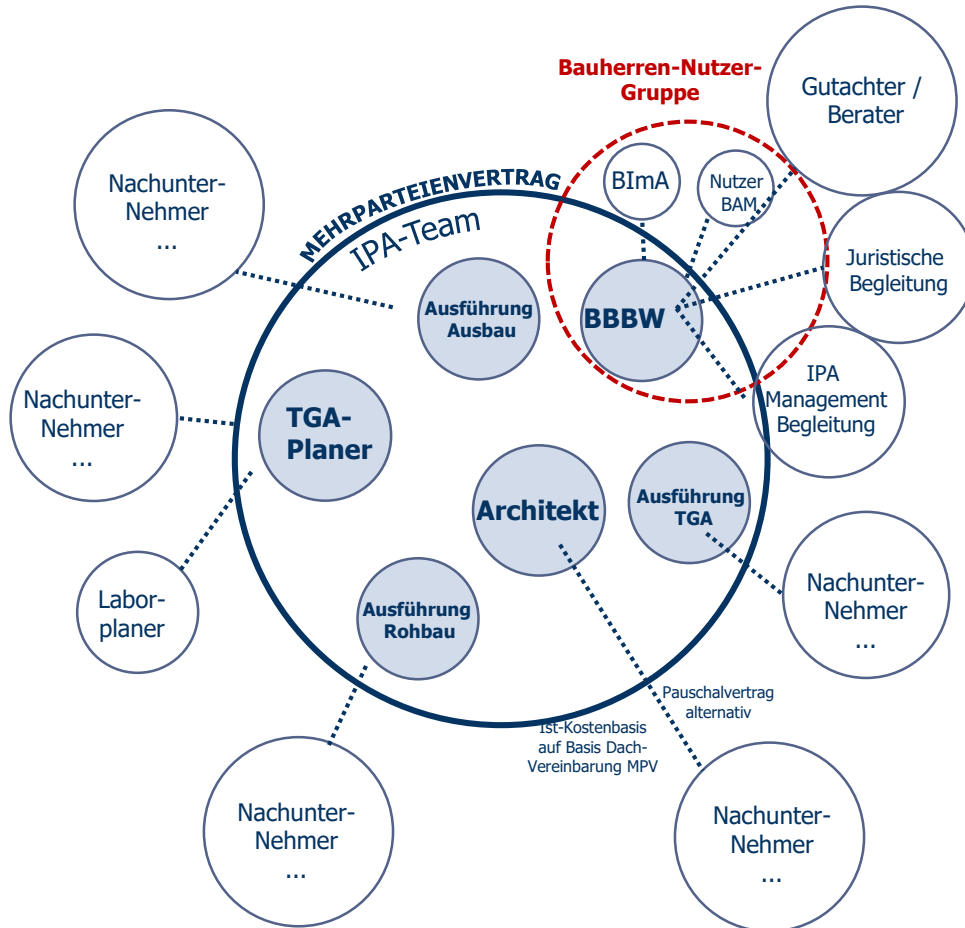 Bauherren-Nutzer-
Gruppe
Gutachter /
Berater
BImA
Nutzer
BAM
Nachunter-
Nehmer
...
MEHRPARTEIENVERTRAG
IPA-Team
Juristische
Begleitung
Ausführung
Ausbau
BBBW
IPA
Management
Begleitung
Nachunter-
Nehmer
...
TGA-
Planer
Architekt
Ausführung
TGA
Labor-
planer
Ausführung
Rohbau
Nachunter-
Nehmer
...
Pauschalvertrag
alternativ
Ist-Kostenbasis
auf Basis Dach-
Vereinbarung MPV
Nachunter-
Nehmer
...
Nachunter-
Nehmer
...